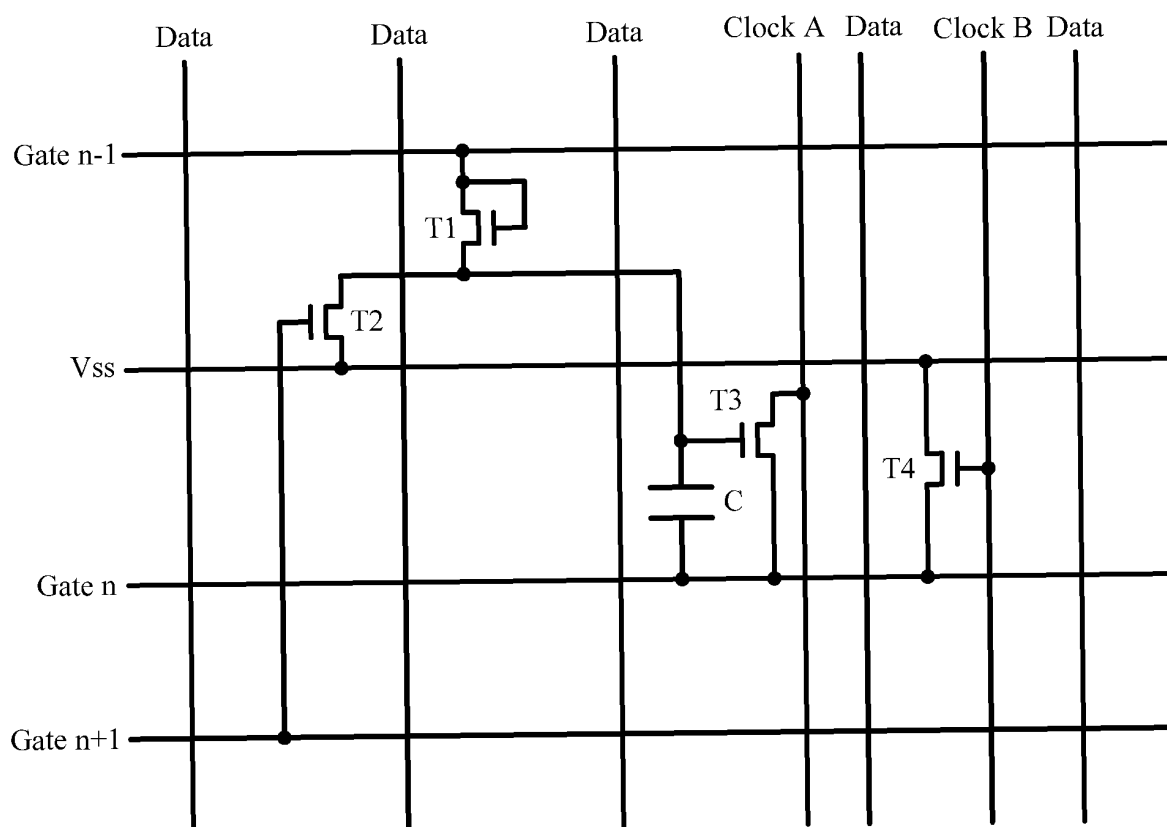 Data
Data
Data
Clock A
Data
Clock B
Data
Gate n-1
T1
T2
Vss
T3
T4
C
Gate n
Gate n+1